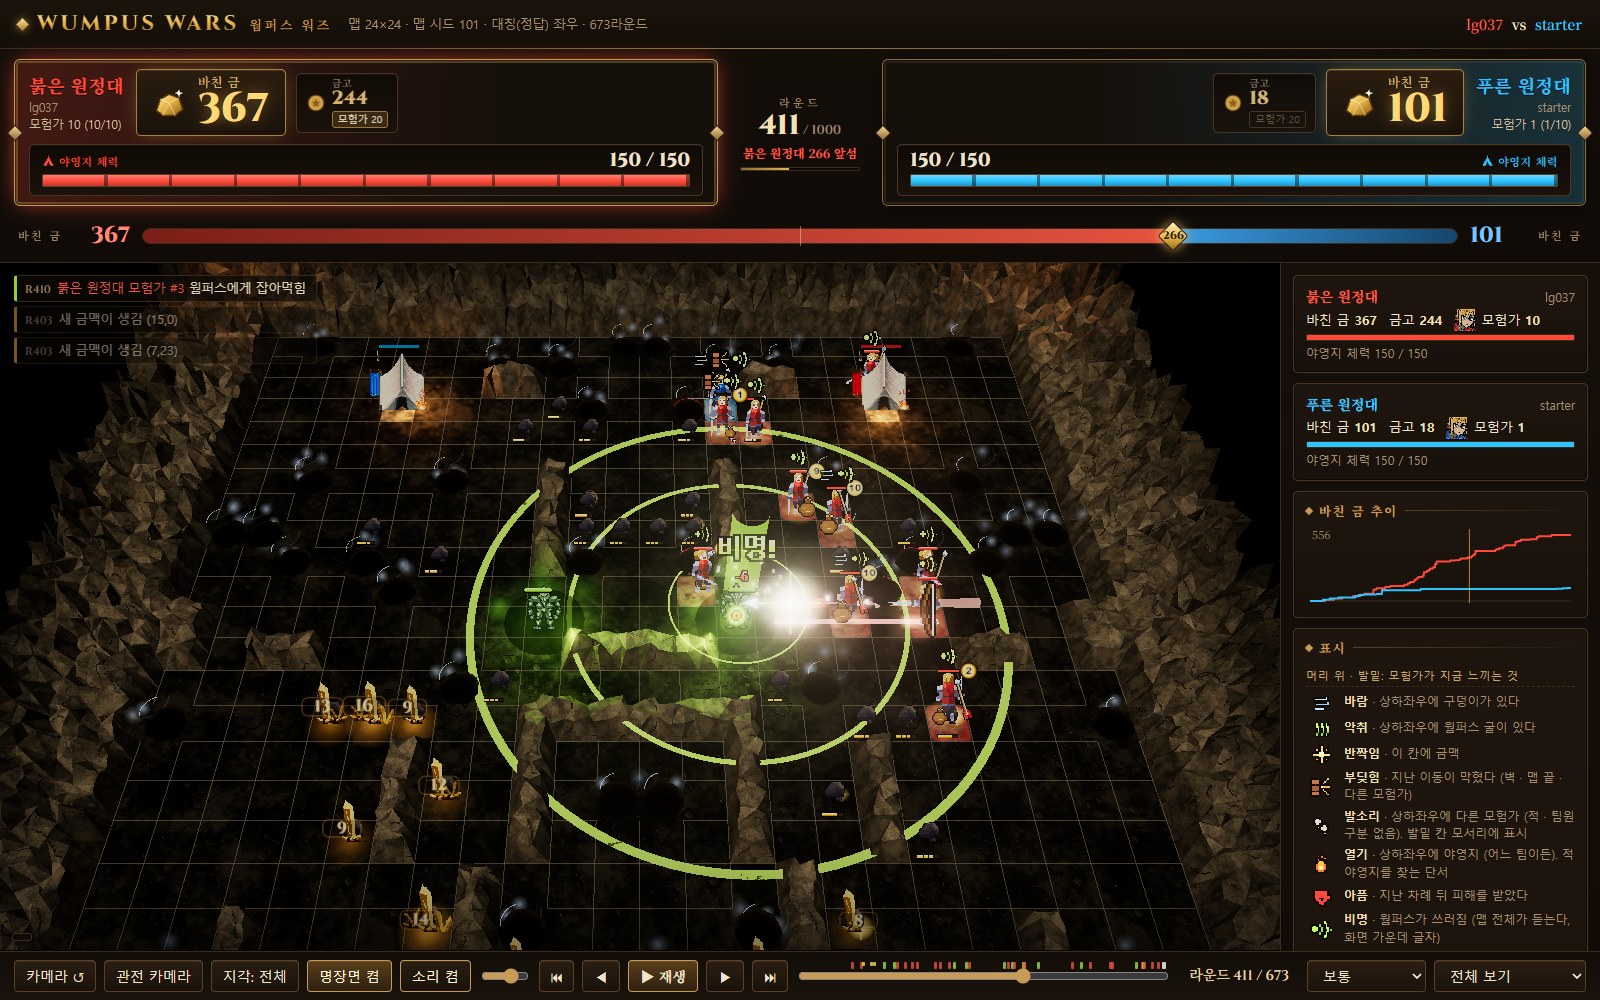 WUMPUS WARS 웜퍼스 워즈 맵 24×24 · 맵 시드 101 · 대칭(정답) 좌우 · 673라운드
lg037 vs starter
붉은 원정대
lg037
모험가 10 (10/10)
바친 금
367
금고
244
모험가 20
야영지 체력
150 / 150
라운드
411 / 1000
붉은 원정대 266 앞섬
금고
18
모험가 20
바친 금
101
푸른 원정대
starter
모험가 1 (1/10)
150 / 150
야영지 체력
바친 금 367
266
101 바친 금
R410 붉은 원정대 모험가 #3 웜퍼스에게 잡아먹힘
R403 새 금맥이 생김 (15,0)
R403 새 금맥이 생김 (7,23)
1
9
10
비명!
-6
10
2
13
16
9
12
9
14
8
붉은 원정대 lg037
바친 금 367 금고 244 모험가 10
야영지 체력 150 / 150
푸른 원정대 starter
바친 금 101 금고 18 모험가 1
야영지 체력 150 / 150
바친 금 추이
556
표시
머리 위 · 발밑: 모험가가 지금 느끼는 것
바람 · 상하좌우에 구덩이가 있다
악취 · 상하좌우에 웜퍼스 굴이 있다
반짝임 · 이 칸에 금맥
부딪힘 · 지난 이동이 막혔다 (벽 · 맵 끝 ·
다른 모험가)
발소리 · 상하좌우에 다른 모험가 (적 · 팀원
구분 없음). 발밑 칸 모서리에 표시
열기 · 상하좌우에 야영지 (어느 팀이든). 적
야영지를 찾는 단서
아픔 · 지난 차례 뒤 피해를 받았다
비명 · 웜퍼스가 쓰러짐 (맵 전체가 듣는다,
화면 가운데 글자)
카메라 ↺
관전 카메라
지각: 전체
명장면 켬
소리 켬
⏮
◀
▶ 재생
▶
⏭
라운드 411 / 673
보통
전체 보기